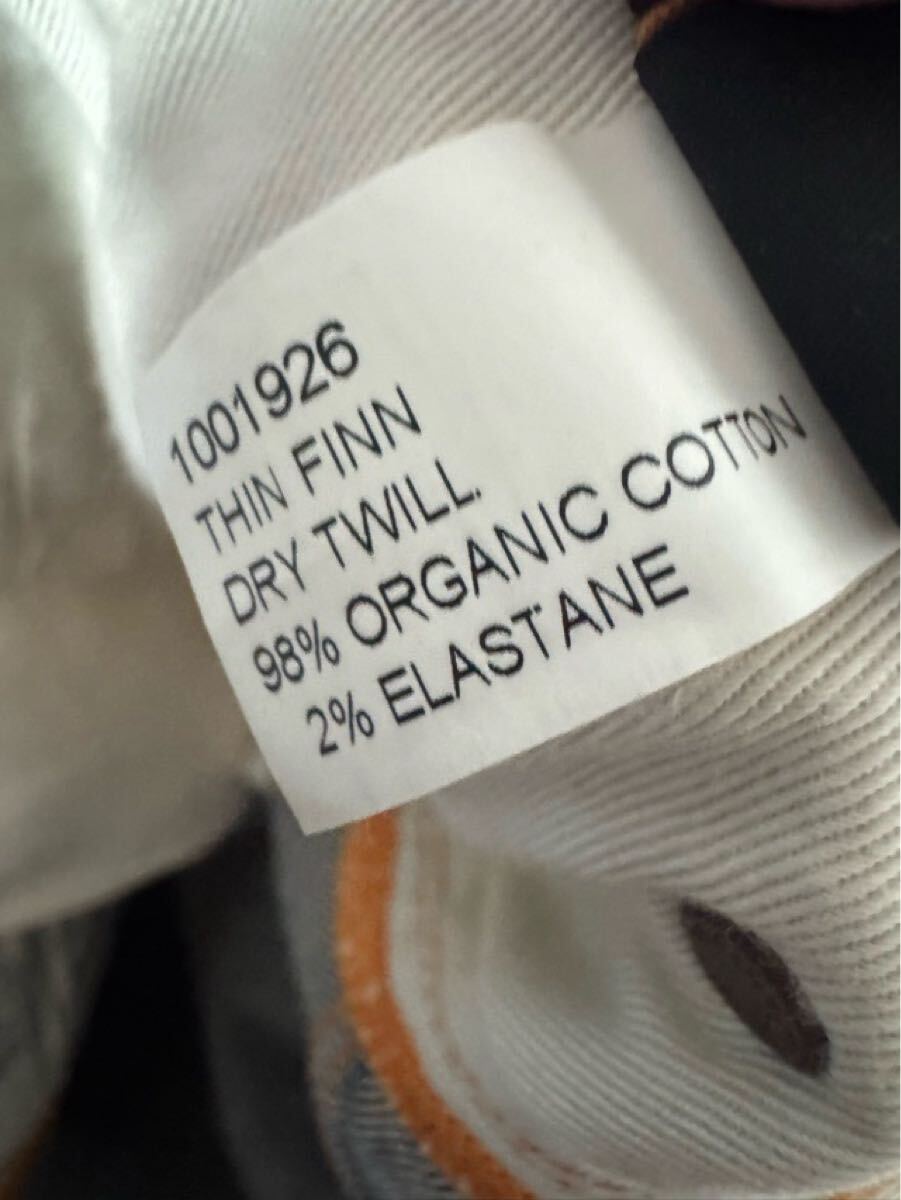 1001926
THIN FINN
DRY TWILL.
98% ORGANIC COTTON
2% ELASTANE